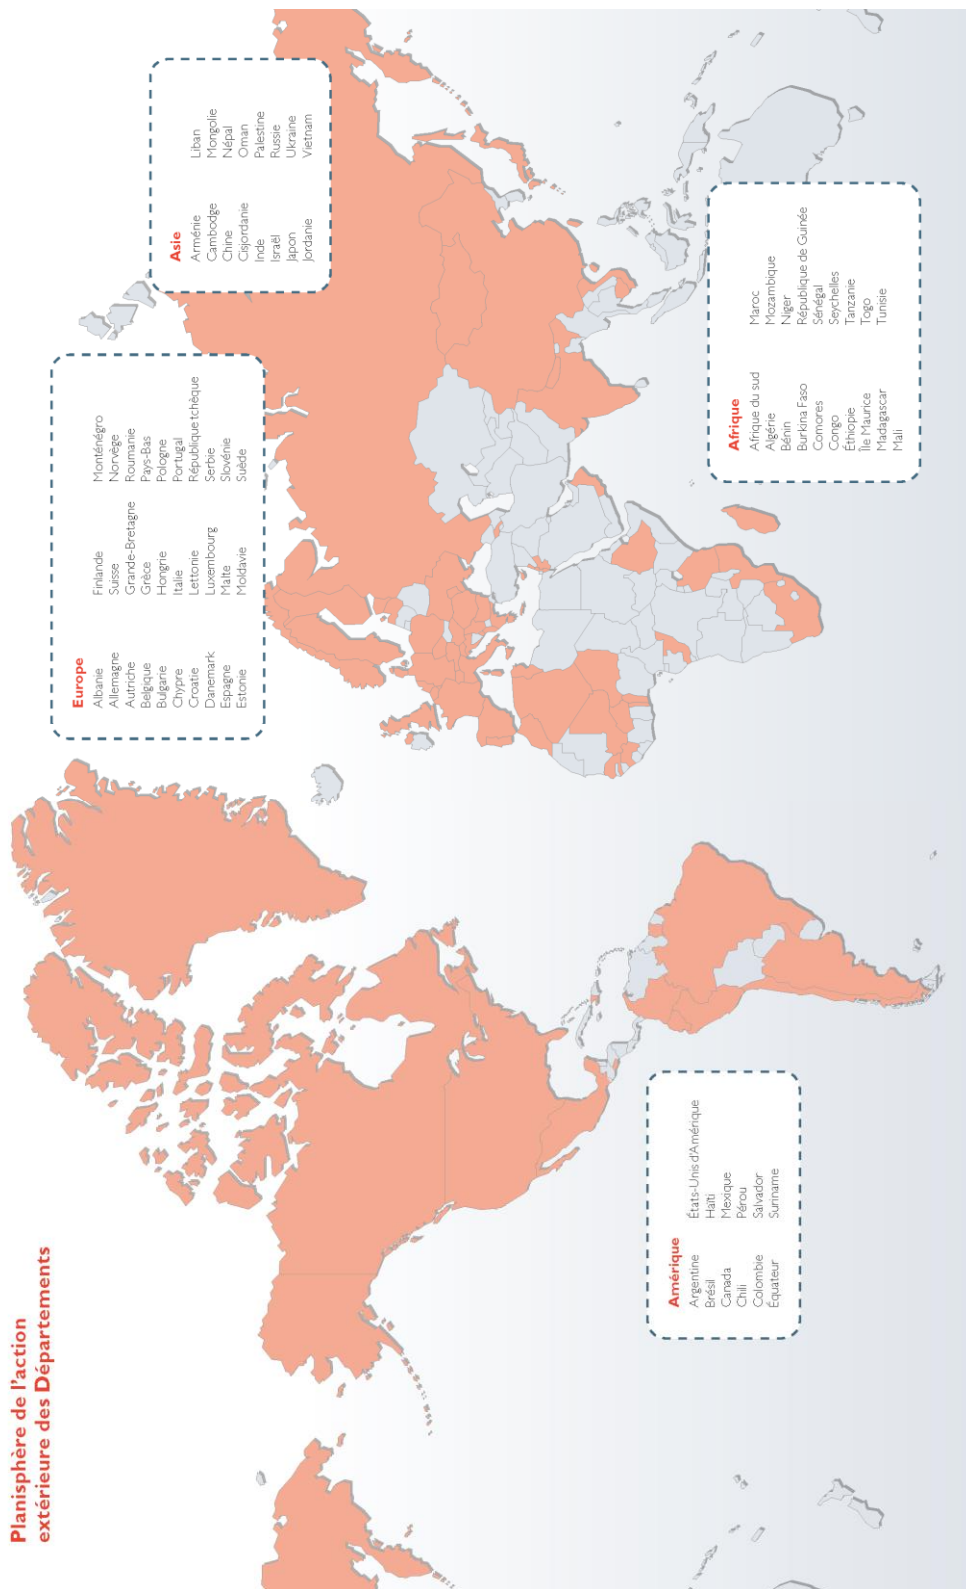 Planisphère de l'action
extérieure des Départements
Amérique
Argentine
Brésil
Canada
Chili
Colombie
Équateur
États-Unis d'Amérique
Haïti
Mexique
Pérou
Salvador
Suriname
Europe
Albanie
Allemagne
Autriche
Belgique
Bulgarie
Chypre
Croatie
Danemark
Espagne
Estonie
Finlande
Suisse
Grande-Bretagne
Grèce
Hongrie
Italie
Lettonie
Luxembourg
Malte
Moldavie
Monténégro
Norvège
Roumanie
Pays-Bas
Pologne
Portugal
République tchèque
Serbie
Slovénie
Suède
Asie
Arménie
Cambodge
Chine
Cisjordanie
Inde
Israël
Japon
Jordanie
Liban
Mongolie
Népal
Oman
Palestine
Russie
Ukraine
Vietnam
Afrique
Afrique du sud
Algérie
Bénin
Burkina Faso
Comores
Congo
Éthiopie
Île Maurice
Madagascar
Mali
Maroc
Mozambique
Niger
République de Guinée
Sénégal
Seychelles
Tanzanie
Togo
Tunisie